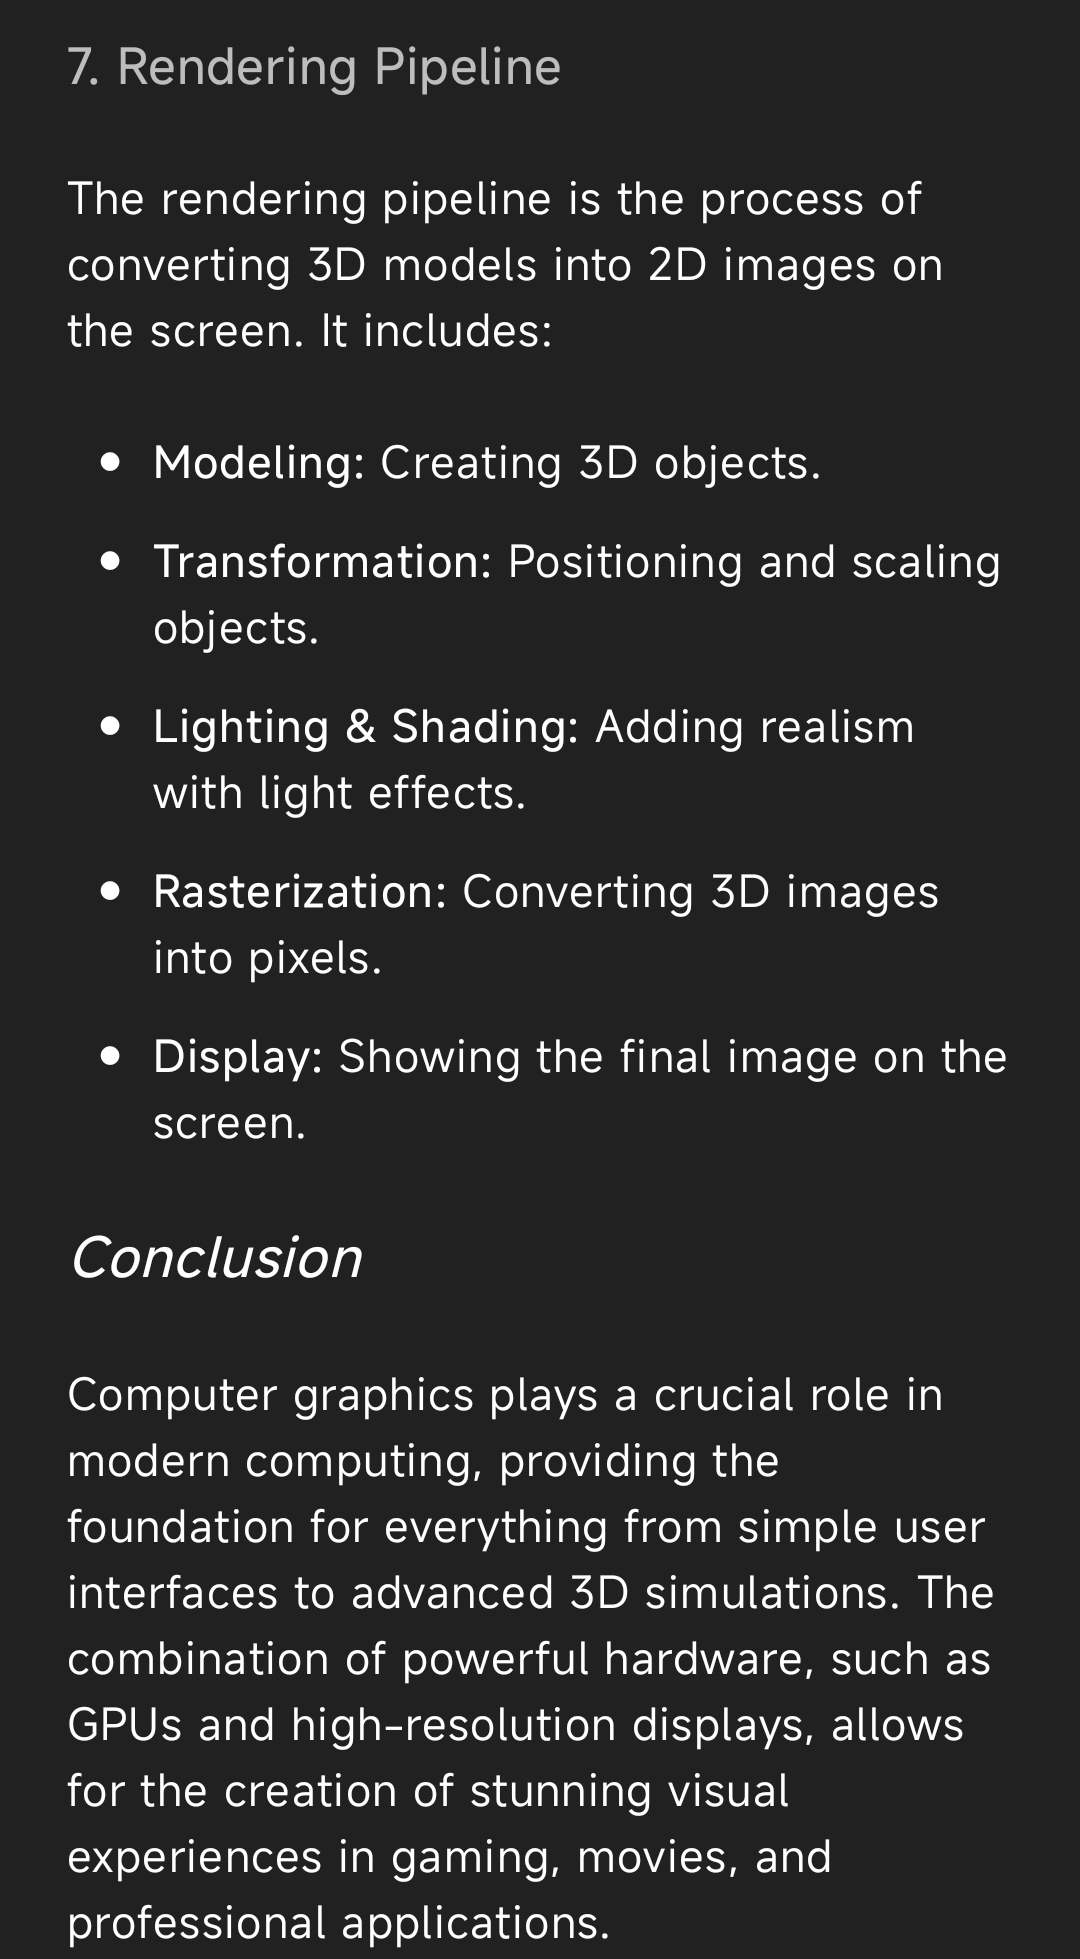 7. Rendering Pipeline
The rendering pipeline is the process of
converting 3D models into 2D images on
the screen. It includes:
• Modeling: Creating 3D objects.
• Transformation: Positioning and scaling
objects.
• Lighting & Shading: Adding realism
with light effects.
• Rasterization: Converting 3D images
into pixels.
• Display: Showing the final image on the
screen.
Conclusion
Computer graphics plays a crucial role in
modern computing, providing the
foundation for everything from simple user
interfaces to advanced 3D simulations. The
combination of powerful hardware, such as
GPUs and high-resolution displays, allows
for the creation of stunning visual
experiences in gaming, movies, and
professional applications.